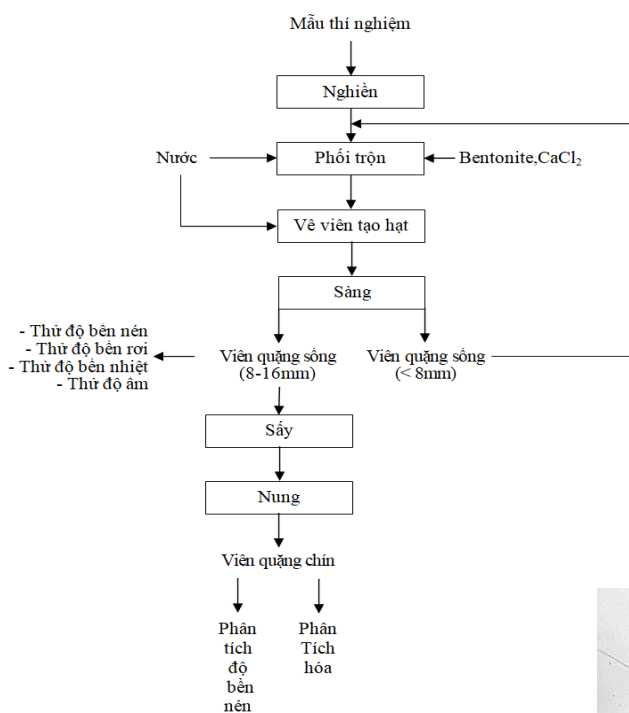 Mẫu thí nghiệm
Nghiền
Nước
Phối trộn
Bentonite,CaCl₂
Vê viên tạo hạt
Sàng
- Thử độ bền nén
- Thử độ bền rơi
- Thử độ bền nhiệt
- Thử độ âm
Viên quặng sống
(8-16mm)
Viên quặng sống
(< 8mm)
Sấy
Nung
Viên quặng chín
Phân
tích
độ
bền
nén
Phân
Tích
hóa